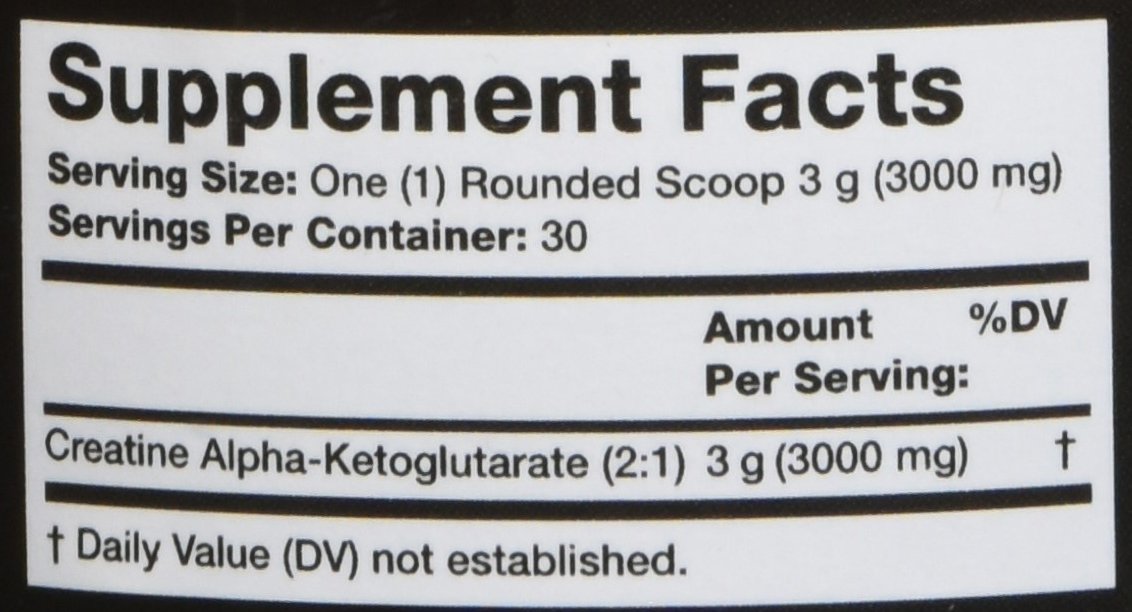 Supplement Facts
Serving Size: One (1) Rounded Scoop 3 g (3000 mg)
Servings Per Container: 30
Amount %DV
Per Serving:
Creatine Alpha-Ketoglutarate (2:1) 3 g (3000 mg) †
† Daily Value (DV) not established.